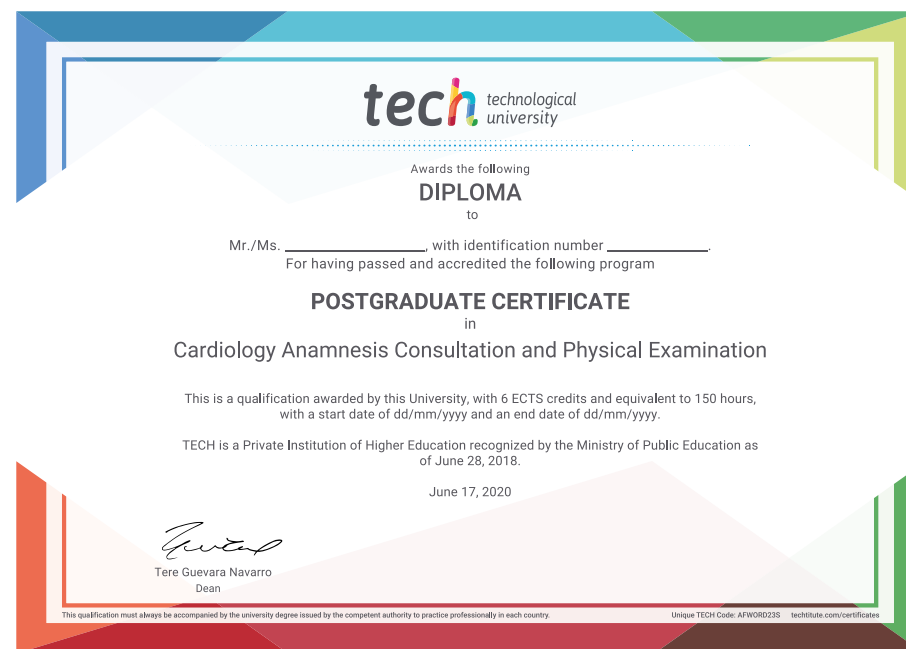 tech technological
university
Awards the following
DIPLOMA
to
Mr./Ms. ____________________, with identification number ______________.
For having passed and accredited the following program
POSTGRADUATE CERTIFICATE
in
Cardiology Anamnesis Consultation and Physical Examination
This is a qualification awarded by this University, with 6 ECTS credits and equivalent to 150 hours,
with a start date of dd/mm/yyyy and an end date of dd/mm/yyyy.
TECH is a Private Institution of Higher Education recognized by the Ministry of Public Education as
of June 28, 2018.
June 17, 2020
Tere Guevara Navarro
Dean
This qualification must always be accompanied by the university degree issued by the competent authority to practice professionally in each country.
Unique TECH Code: AFWORD23S techtitute.com/certificates